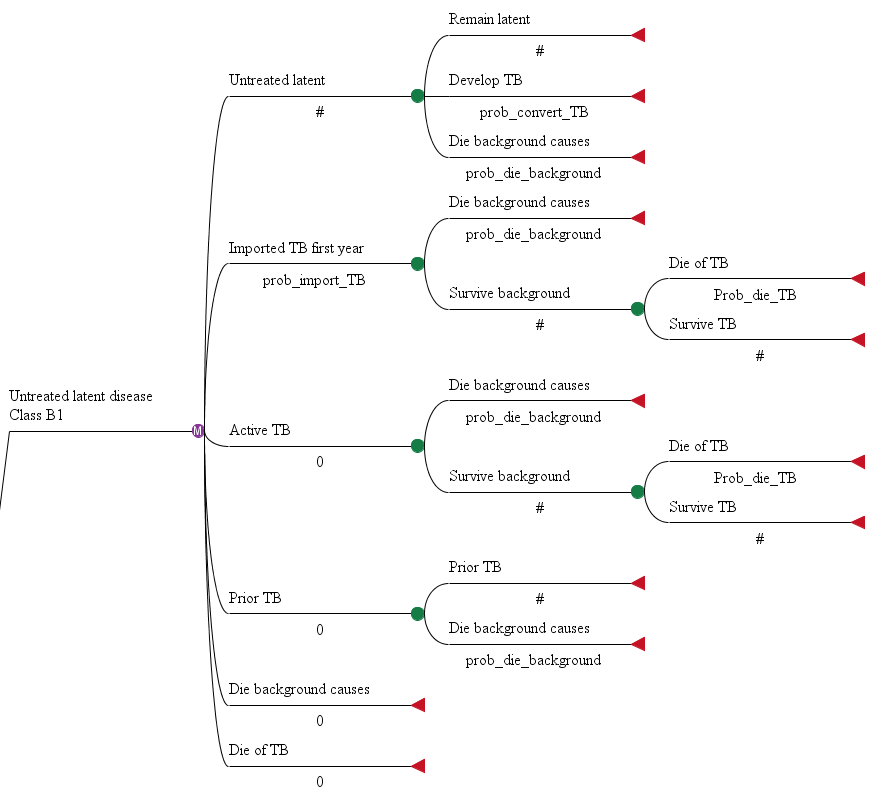 Remain latent
#
Untreated latent
#
Develop TB
prob_convert_TB
Die background causes
prob_die_background
Die background causes
prob_die_background
Imported TB first year
prob_import_TB
Survive background
#
Die of TB
Prob_die_TB
Survive TB
#
Untreated latent disease
Class B1
M
Die background causes
prob_die_background
Active TB
0
Survive background
#
Die of TB
Prob_die_TB
Survive TB
#
Prior TB
#
Prior TB
0
Die background causes
prob_die_background
Die background causes
0
Die of TB
0